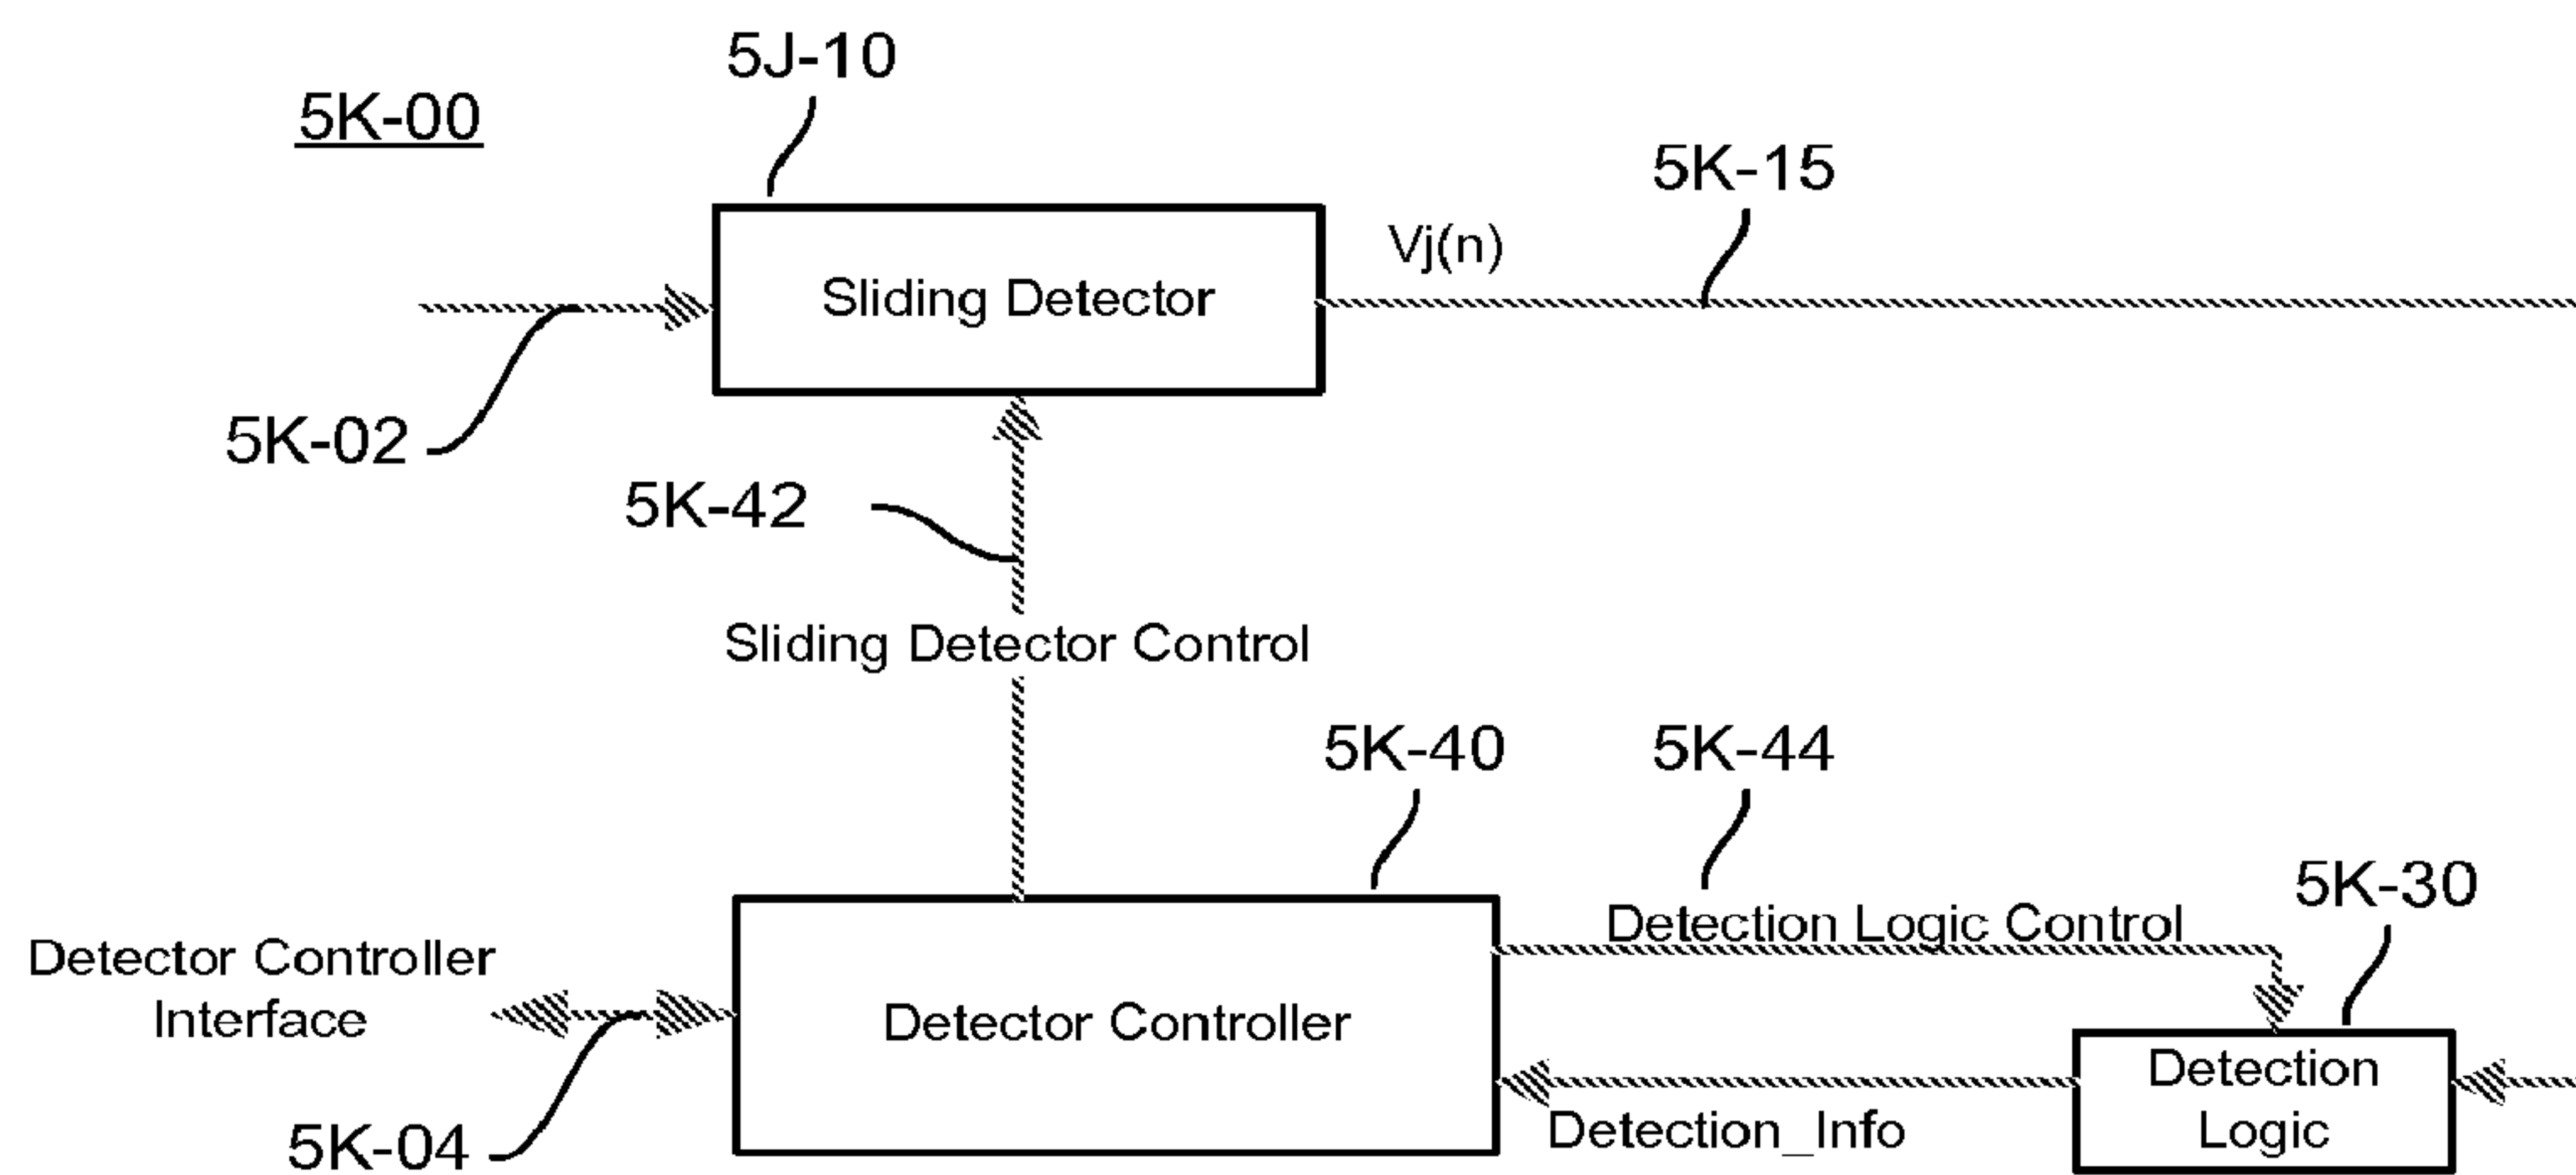 5J-10
5K-00
5K-15
Vj(n)
Sliding Detector
5K-02
5K-42
Sliding Detector Control
5K-40
5K-44
5K-30
Detection Logic Control
Detector Controller
Interface
Detector Controller
Detection
Logic
Detection_Info
5K-04